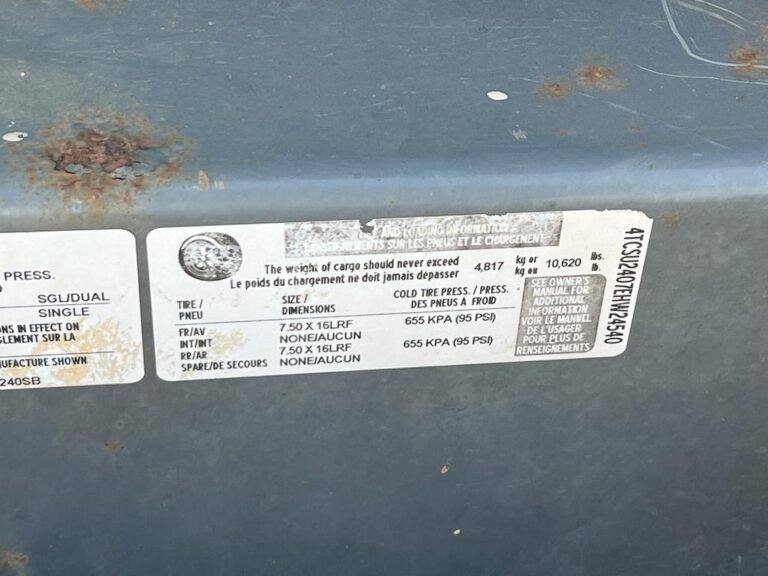 PRESS.
SGL/DUAL
SINGLE
IN EFFECT ON
SUR LA
SHOWN
240SB
AND LOADING INFORMATION
SUR LES PNEUS ET LE CHARGEMENT
The weight of cargo should never exceed 4,817 kg or 10,620 lbs.
Le poids du chargement ne doit jamais dépasser kg ou lb.
TIRE / SIZE / COLD TIRE PRESS. / PRESS.
PNEU DIMENSIONS DES PNEUS À FROID
FR/AV 7.50 X 16LRF 655 KPA (95 PSI)
INT/INT NONE/AUCUN
RR/AR 7.50 X 16LRF 655 KPA (95 PSI)
SPARE/DE SECOURS NONE/AUCUN
SEE OWNER'S
MANUAL FOR
ADDITIONAL
INFORMATION
VOIR LE MANUEL
DE L'USAGER
POUR PLUS DE
RENSEIGNEMENTS
4TCSU2407EHW24540